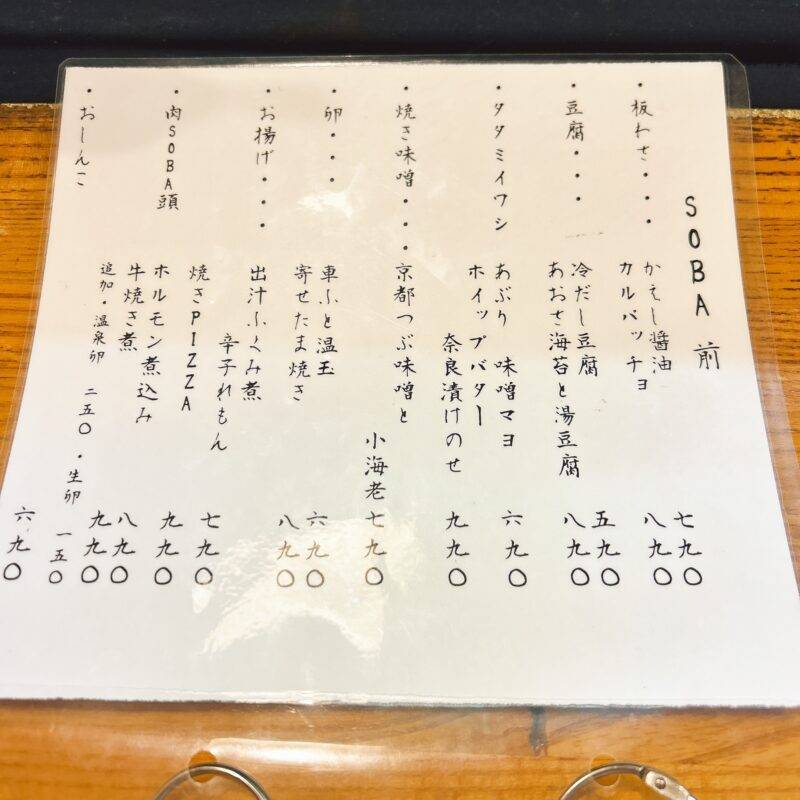 SOBA前
・板わさ・・・
かえし醤油 七九〇
カルパッチョ 八九〇
・豆腐・・・
冷だし豆腐 五九〇
あおさ海苔と湯豆腐 八九〇
・タタミイワシ
あぶり 味噌マヨ 六九〇
ホイップバター
奈良漬けのせ 九九〇
・焼き味噌・・・京都つぶ味噌と
小海老 七九〇
・卵・・・
車ふと温玉 六九〇
寄せたま焼き 八九〇
・お揚げ・・・・
出汁ふくみ煮
辛子れもん 七九〇
焼きPIZZA 九九〇
・肉SOBA頭
ホルモン煮込み 八九〇
牛焼き煮 九九〇
追加・温泉卵 二五〇・生卵 一五〇
・おしんこ 六九〇